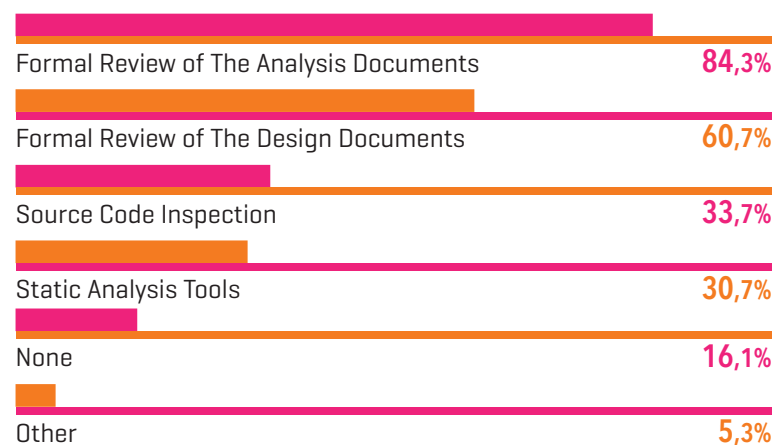 Formal Review of The Analysis Documents 84,3%
Formal Review of The Design Documents 60,7%
Source Code Inspection 33,7%
Static Analysis Tools 30,7%
None 16,1%
Other 5,3%